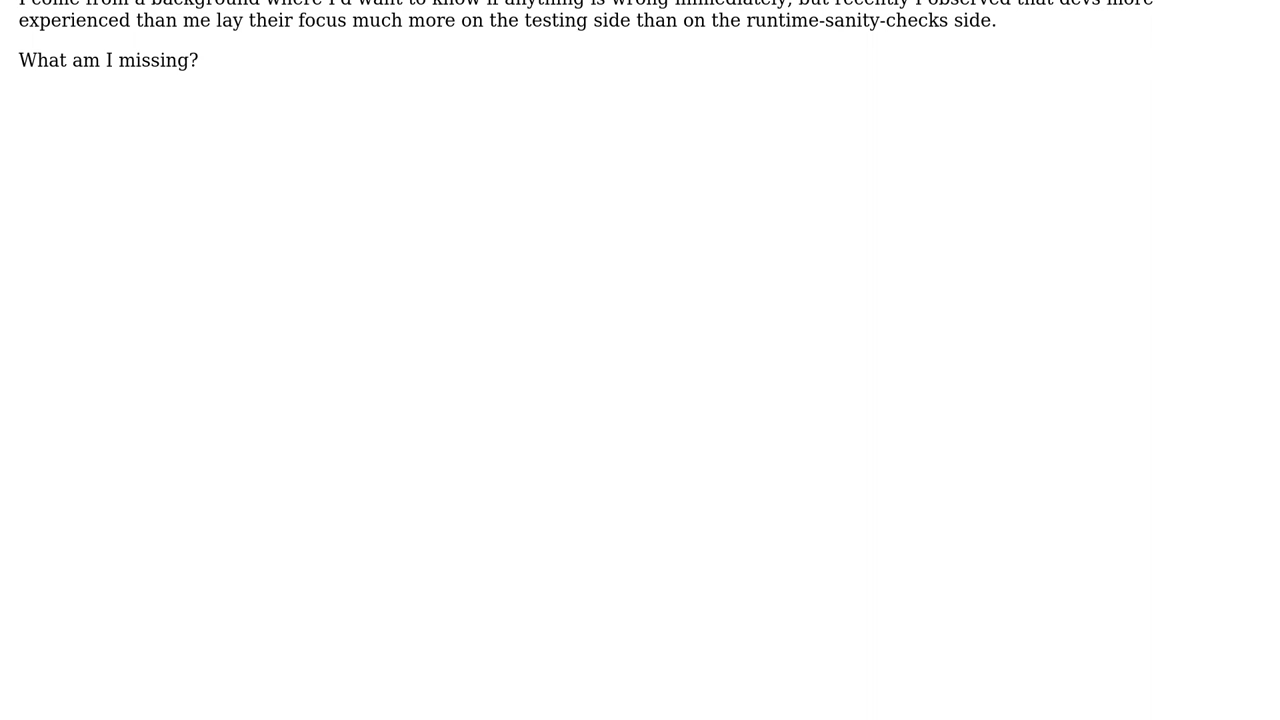 I come from a background where I'd want to know if anything is wrong immediately, but recently I observed that devs more
experienced than me lay their focus much more on the testing side than on the runtime-sanity-checks side.
What am I missing?